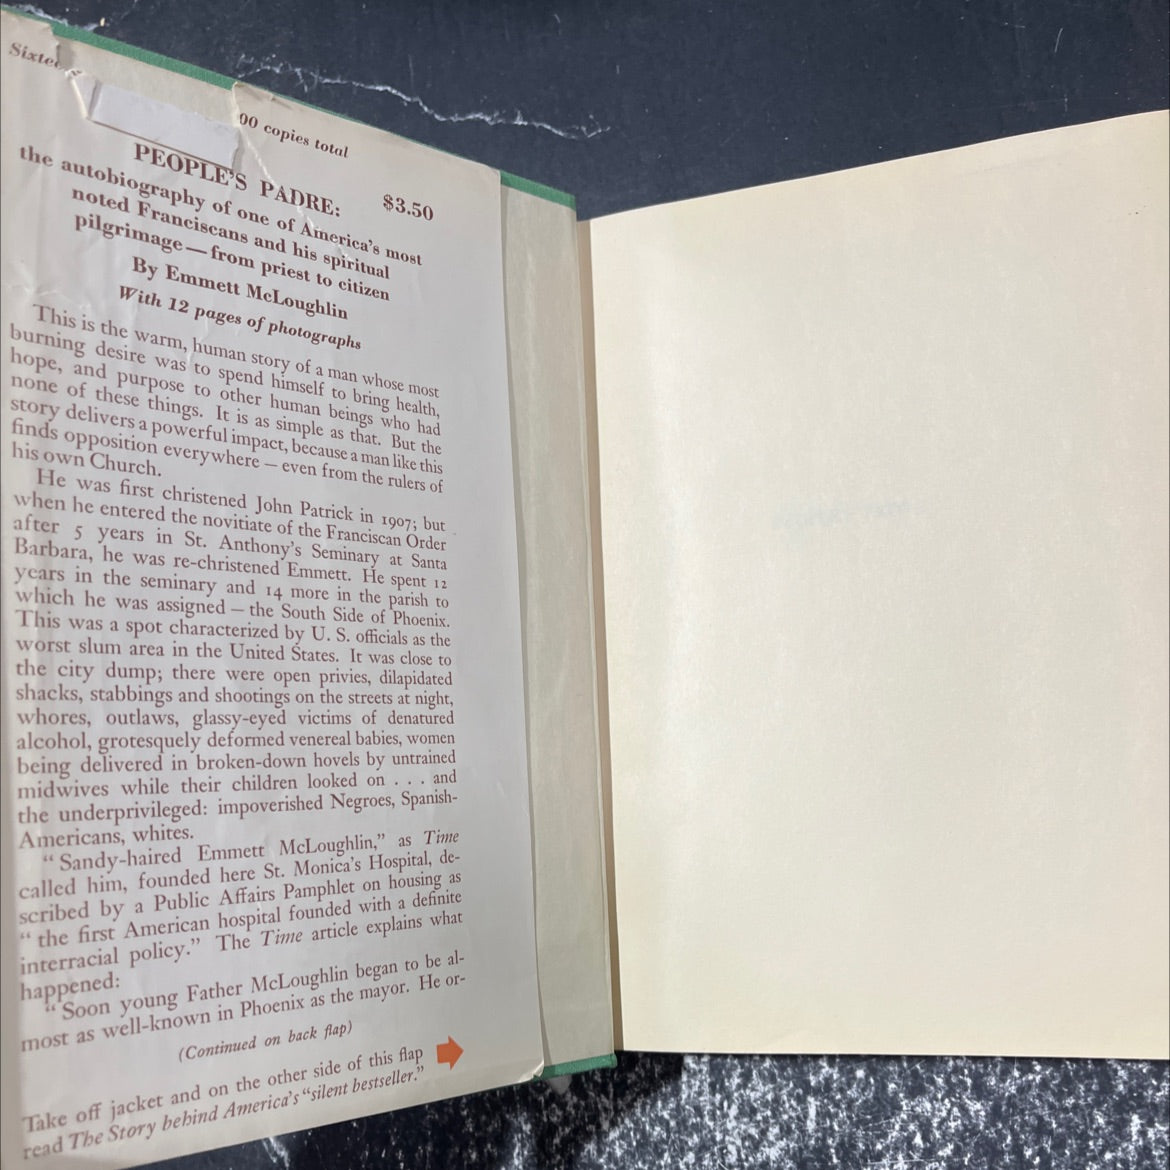 00 copies total
PEOPLE'S PADRE: $3.50
the autobiography of one of America's most
noted Franciscans and his spiritual
pilgrimage — from priest to citizen
By Emmett McLoughlin
With 12 pages of photographs
This is the warm, human story of a man whose most
burning desire was to spend himself to bring health,
hope, and purpose to other human beings who had
none of these things. It is as simple as that. But the
story delivers a powerful impact, because a man like this
finds opposition everywhere — even from the rulers of
his own Church.
He was first christened John Patrick in 1907; but
when he entered the novitiate of the Franciscan Order
after 5 years in St. Anthony's Seminary at Santa
Barbara, he was re-christened Emmett. He spent 12
years in the seminary and 14 more in the parish to
which he was assigned — the South Side of Phoenix.
This was a spot characterized by U. S. officials as the
worst slum area in the United States. It was close to
the city dump; there were open privies, dilapidated
shacks, stabbings and shootings on the streets at night,
whores, outlaws, glassy-eyed victims of denatured
alcohol, grotesquely deformed venereal babies, women
being delivered in broken-down hovels by untrained
midwives while their children looked on . . . and
the underprivileged: impoverished Negroes, Spanish-
Americans, whites.
"Sandy-haired Emmett McLoughlin," as Time
called him, founded here St. Monica's Hospital, de-
scribed by a Public Affairs Pamphlet on housing as
"the first American hospital founded with a definite
interracial policy." The Time article explains what
happened:
"Soon young Father McLoughlin began to be al-
most as well-known in Phoenix as the mayor. He or-
(Continued on back flap)
Take off jacket and on the other side of this flap
read The Story behind America's "silent bestseller."